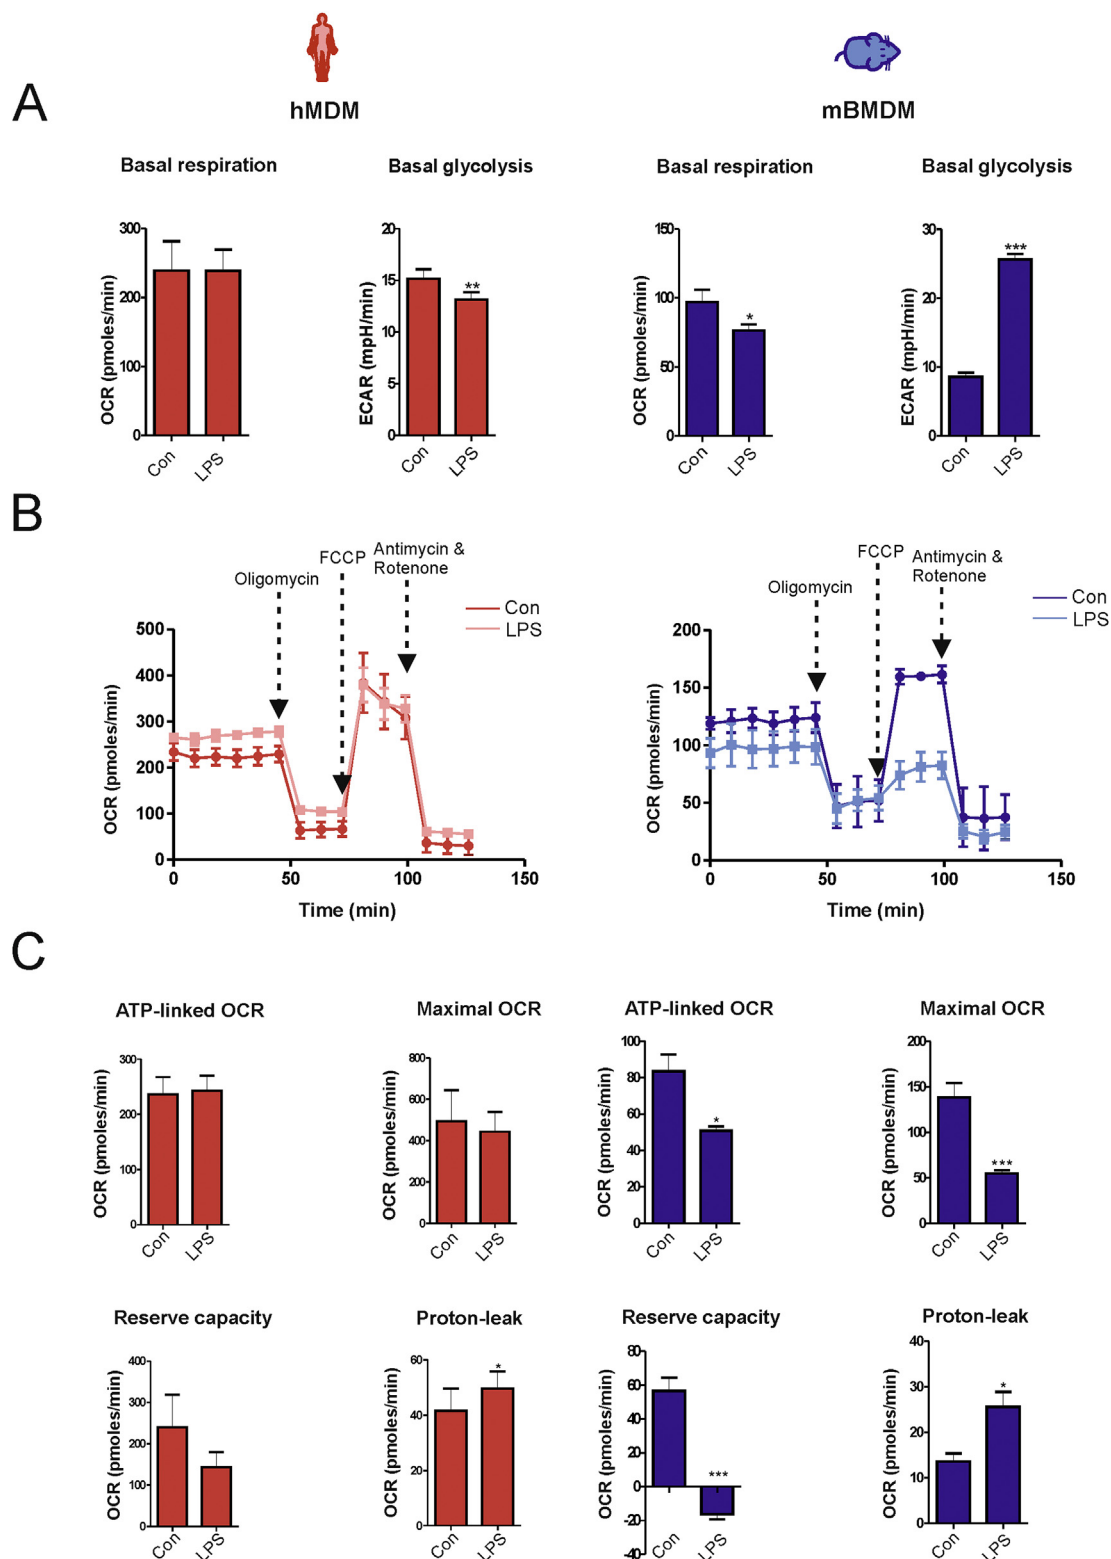 hMDM
mBMDM
A
Basal respiration
Basal glycolysis
Basal respiration
Basal glycolysis
OCR (pmoles/min)
300
200
100
0
Con
LPS
ECAR (mpH/min)
20
15
10
5
0
**
Con
LPS
OCR (pmoles/min)
150
100
50
0
*
Con
LPS
ECAR (mpH/min)
30
20
10
0
***
Con
LPS
B
Oligomycin
FCCP
Antimycin &
Rotenone
Con
LPS
OCR (pmoles/min)
500
400
300
200
100
0
0
50
100
150
Time (min)
Oligomycin
FCCP
Antimycin &
Rotenone
Con
LPS
OCR (pmoles/min)
200
150
100
50
0
0
50
100
150
Time (min)
C
ATP-linked OCR
Maximal OCR
ATP-linked OCR
Maximal OCR
OCR (pmoles/min)
300
200
100
0
Con
LPS
OCR (pmoles/min)
800
600
400
200
0
Con
LPS
OCR (pmoles/min)
100
80
60
40
20
0
*
Con
LPS
OCR (pmoles/min)
200
150
100
50
0
***
Con
LPS
Reserve capacity
Proton-leak
Reserve capacity
Proton-leak
OCR (pmoles/min)
400
300
200
100
0
Con
LPS
OCR (pmoles/min)
60
40
20
0
*
Con
LPS
OCR (pmoles/min)
80
60
40
20
0
-20
-40
***
Con
LPS
OCR (pmoles/min)
40
30
20
10
0
*
Con
LPS